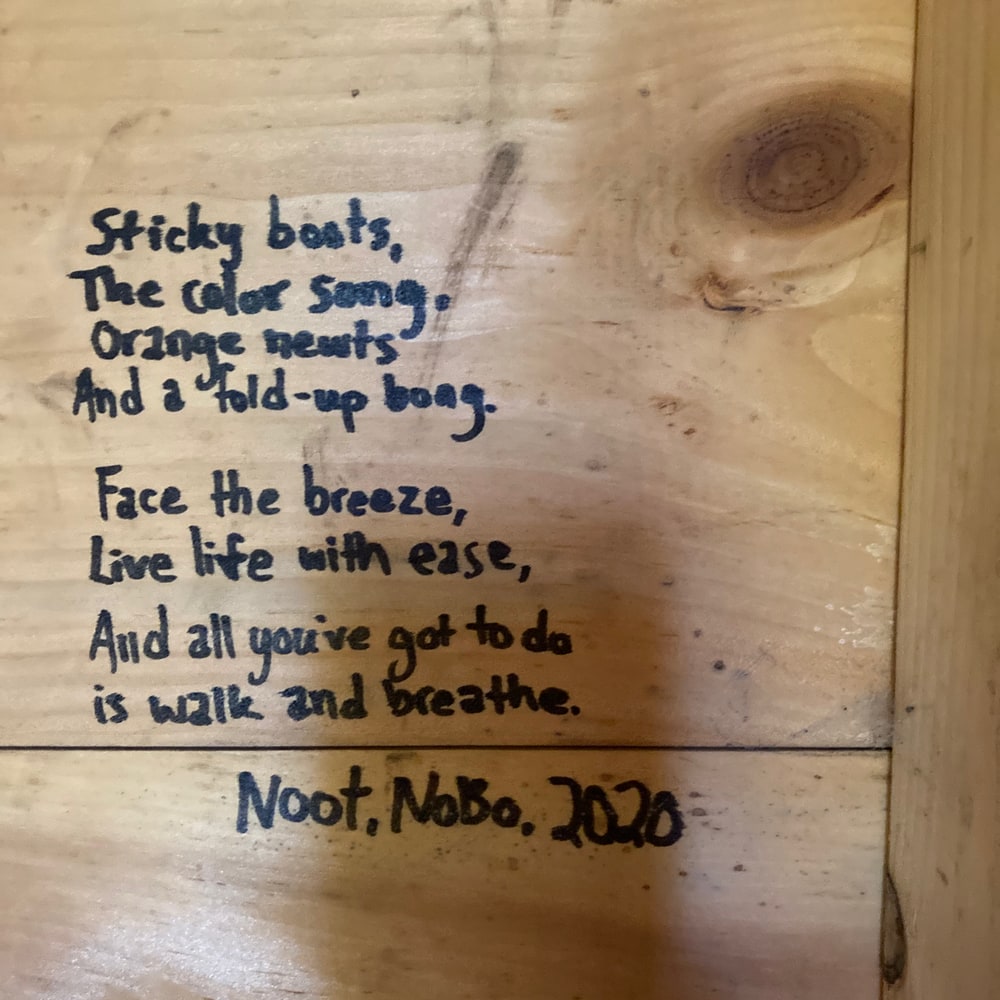 Sticky boots,
The color song.
Orange newts
And a fold-up bong.
Face the breeze,
Live life with ease,
And all you've got to do
is walk and breathe.
Noot, NoBo. 2020